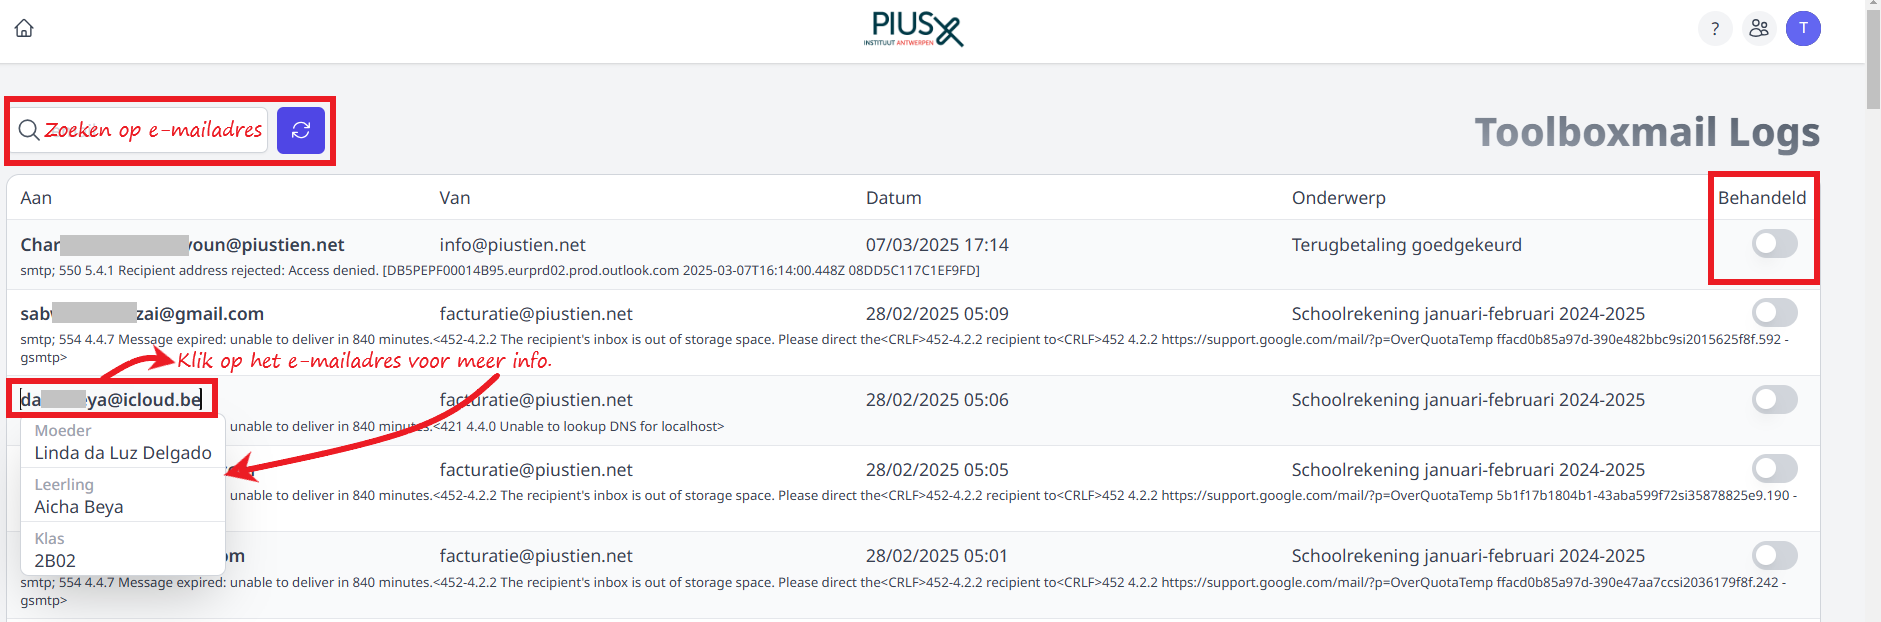 PIUSX
INSTITUUT ANTWERPEN
?
T
Zoeken op e-mailadres
Toolboxmail Logs
Aan Van Datum Onderwerp Behandeld
Char youn@piustien.net info@piustien.net 07/03/2025 17:14 Terugbetaling goedgekeurd
smtp; 550 5.4.1 Recipient address rejected: Access denied. [DB5PEPF00014B95.eurprd02.prod.outlook.com 2025-03-07T16:14:00.448Z 08DD5C117C1EF9FD]
sab zai@gmail.com facturatie@piustien.net 28/02/2025 05:09 Schoolrekening januari-februari 2024-2025
smtp; 554 4.4.7 Message expired: unable to deliver in 840 minutes.<452-4.2.2 The recipient's inbox is out of storage space. Please direct the<CRLF>452-4.2.2 recipient to<CRLF>452 4.2.2 https://support.google.com/mail/?p=OverQuotaTemp ffacd0b85a97d-390e482bbc9si2015625f8f.592 -
gsmtp>
Klik op het e-mailadres voor meer info.
da eya@icloud.be facturatie@piustien.net 28/02/2025 05:06 Schoolrekening januari-februari 2024-2025
unable to deliver in 840 minutes.<421 4.4.0 Unable to lookup DNS for localhost>
Moeder
Linda da Luz Delgado
Leerling
Aicha Beya
Klas
2B02
facturatie@piustien.net 28/02/2025 05:05 Schoolrekening januari-februari 2024-2025
unable to deliver in 840 minutes.<452-4.2.2 The recipient's inbox is out of storage space. Please direct the<CRLF>452-4.2.2 recipient to<CRLF>452 4.2.2 https://support.google.com/mail/?p=OverQuotaTemp 5b1f17b1804b1-43aba599f72si35878825e9.190 -
om facturatie@piustien.net 28/02/2025 05:01 Schoolrekening januari-februari 2024-2025
smtp; 554 4.4.7 Message expired: unable to deliver in 840 minutes.<452-4.2.2 The recipient's inbox is out of storage space. Please direct the<CRLF>452-4.2.2 recipient to<CRLF>452 4.2.2 https://support.google.com/mail/?p=OverQuotaTemp ffacd0b85a97d-390e47aa7ccsi2036179f8f.242 -
gsmtp>